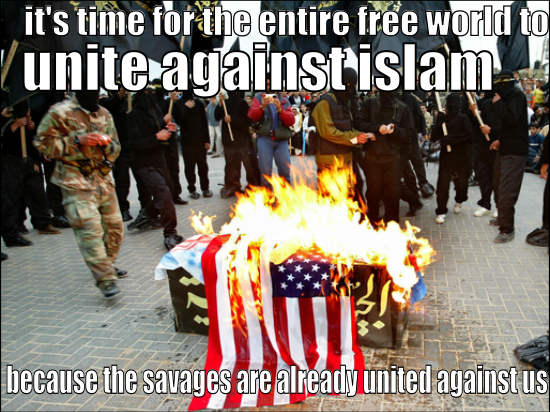 it's time for the entire free world to
unite against islam
because the savages are already united against us